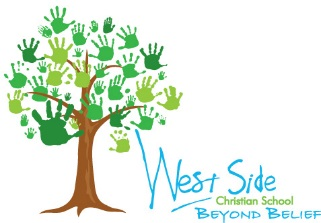 West Side
Christian School
BEYOND BELIEF